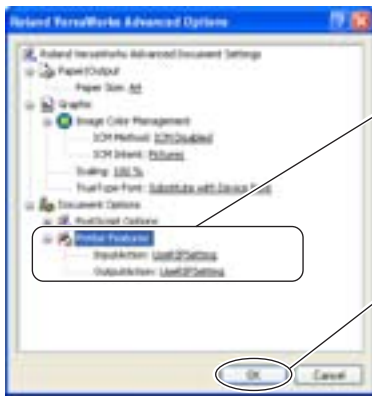 Roland VersaWorks Advanced Options
Roland VersaWorks Advanced Document Settings
Paper/Output
Paper Size: A4
Graphic
Image Color Management
ICM Method: ICM Disabled
ICM Intent: Pictures
Scaling: 100 %
TrueType Font: Substitute with Device Font
Document Options
PostScript Options
Printer Features
InputAction: UseRIPSetting
OutputAction: UseRIPSetting
OK
Cancel